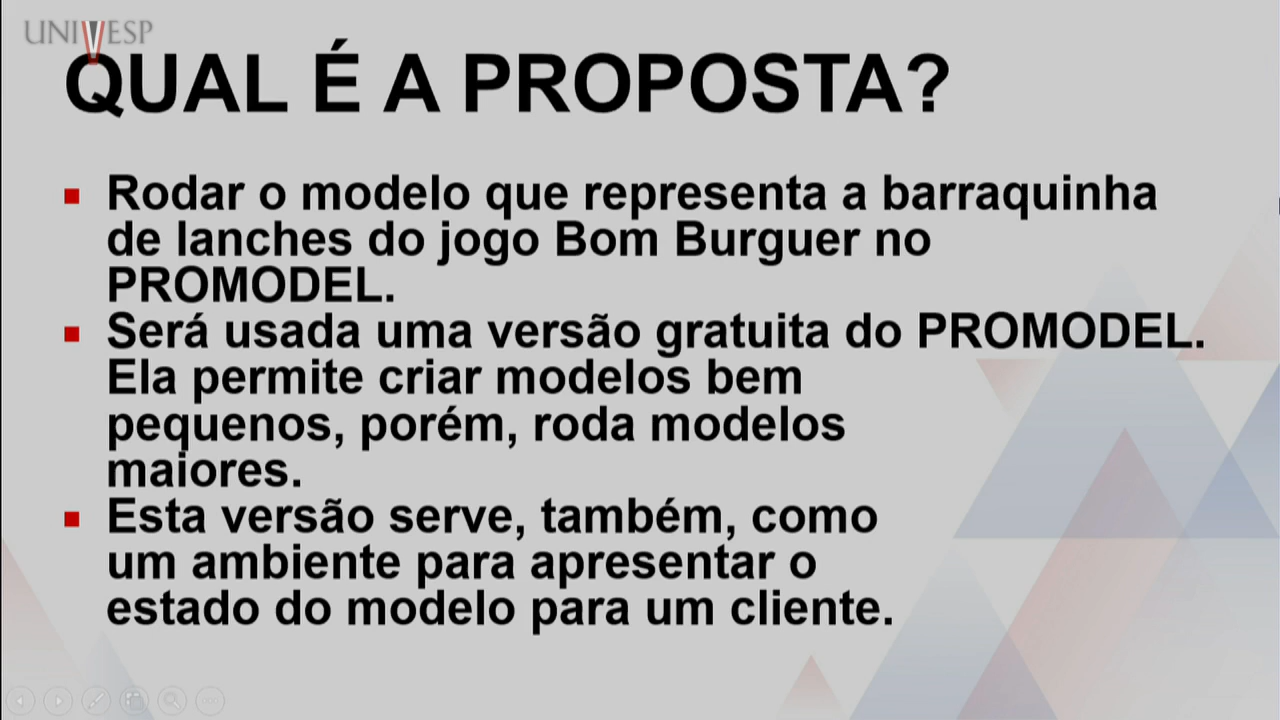 UNIVESP
QUAL É A PROPOSTA?
Rodar o modelo que representa a barraquinha
de lanches do jogo Bom Burguer no
PROMODEL.
Será usada uma versão gratuita do PROMODEL.
Ela permite criar modelos bem
pequenos, porém, roda modelos
maiores.
Esta versão serve, também, como
um ambiente para apresentar o
estado do modelo para um cliente.